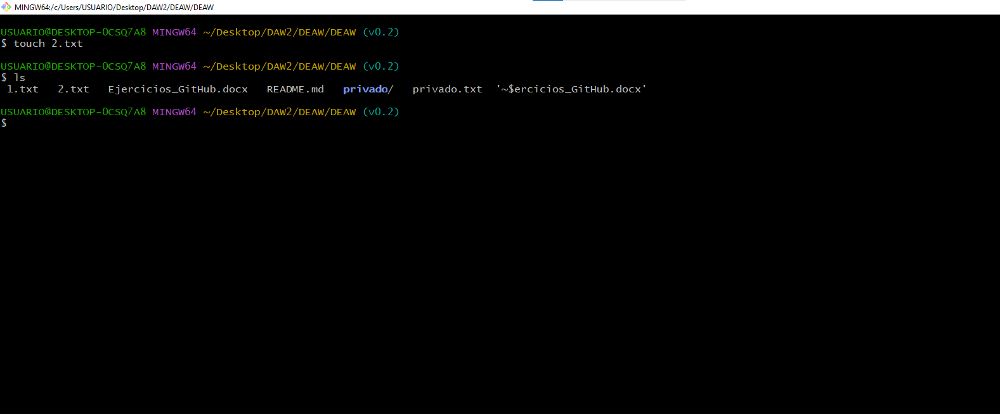 MINGW64:/c/Users/USUARIO/Desktop/DAW2/DEAW/DEAW
USUARIO@DESKTOP-0CSQ7A8 MINGW64 ~/Desktop/DAW2/DEAW/DEAW (v0.2)
$ touch 2.txt
USUARIO@DESKTOP-0CSQ7A8 MINGW64 ~/Desktop/DAW2/DEAW/DEAW (v0.2)
$ ls
1.txt 2.txt Ejercicios_GitHub.docx README.md privado/ privado.txt '~$ercicios_GitHub.docx'
USUARIO@DESKTOP-0CSQ7A8 MINGW64 ~/Desktop/DAW2/DEAW/DEAW (v0.2)
$